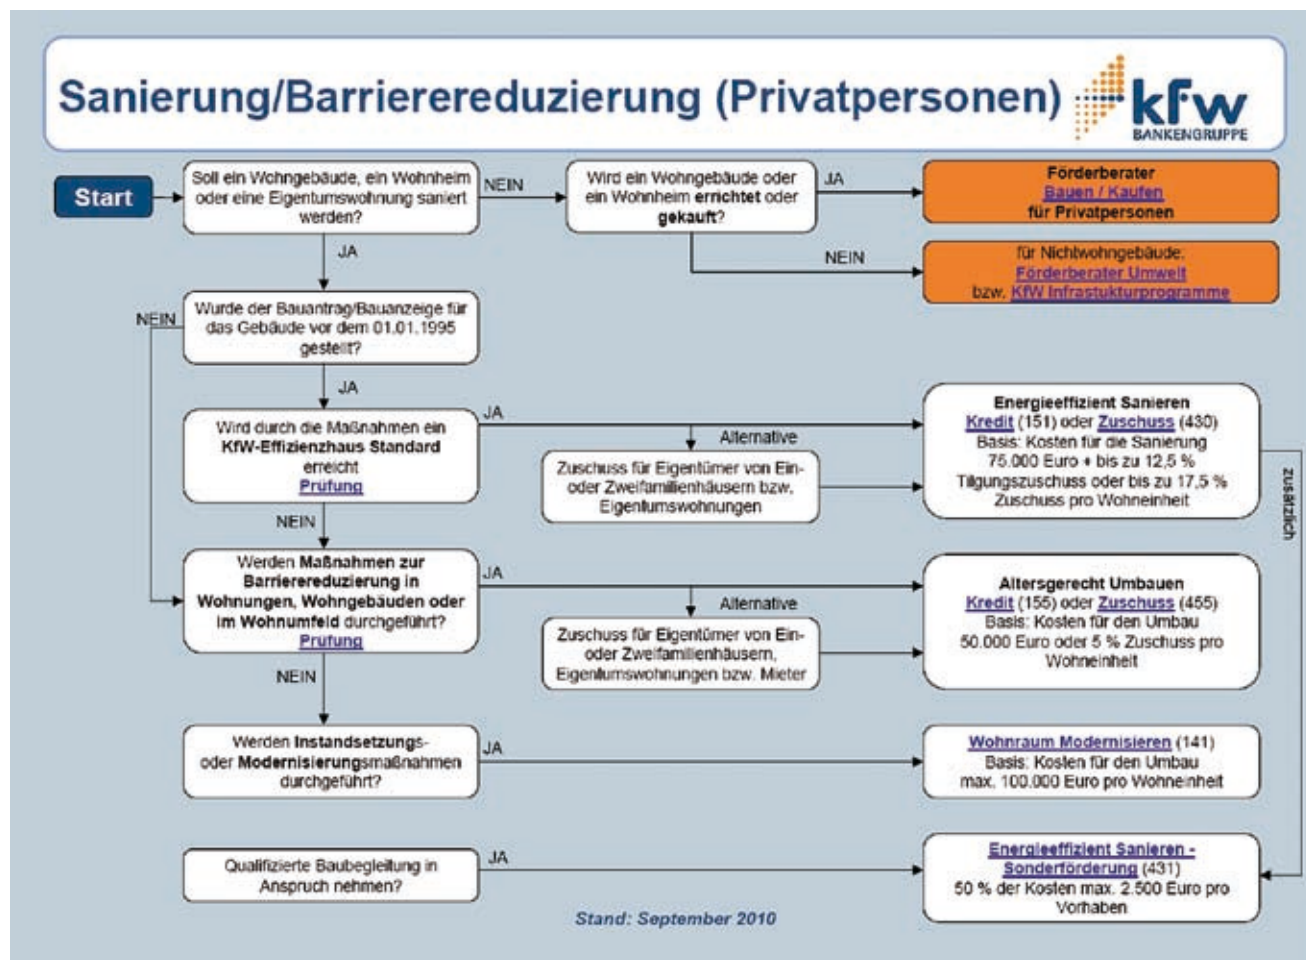 Sanierung/Barrierereduzierung (Privatpersonen)
kfw
BANKENGRUPPE
Start
Soll ein Wohngebäude, ein Wohnheim
oder eine Eigentumswohnung saniert
werden?
NEIN
Wird ein Wohngebäude oder
ein Wohnheim errichtet oder
gekauft?
JA
Förderberater
Bauen / Kaufen
für Privatpersonen
NEIN
für Nichtwohngebäude:
Förderberater Umwelt
bzw. KfW Infrastukturprogramme
JA
Wurde der Bauantrag/Bauanzeige für
das Gebäude vor dem 01.01.1995
gestellt?
NEIN
JA
Wird durch die Maßnahmen ein
KfW-Effizienzhaus Standard
erreicht
Prüfung
JA
Alternative
Zuschuss für Eigentümer von Ein-
oder Zweifamilienhäusern bzw.
Eigentumswohnungen
Energieeffizient Sanieren
Kredit (151) oder Zuschuss (430)
Basis: Kosten für die Sanierung
75.000 Euro + bis zu 12,5 %
Tilgungszuschuss oder bis zu 17,5 %
Zuschuss pro Wohneinheit
zusätzlich
NEIN
Werden Maßnahmen zur
Barrierereduzierung in
Wohnungen, Wohngebäuden oder
im Wohnumfeld durchgeführt?
Prüfung
JA
Alternative
Zuschuss für Eigentümer von Ein-
oder Zweifamilienhäusern,
Eigentumswohnungen bzw. Mieter
Altersgerecht Umbauen
Kredit (155) oder Zuschuss (455)
Basis: Kosten für den Umbau
50.000 Euro oder 5 % Zuschuss pro
Wohneinheit
NEIN
Werden Instandsetzungs-
oder Modernisierungsmaßnahmen
durchgeführt?
JA
Wohnraum Modernisieren (141)
Basis: Kosten für den Umbau
max. 100.000 Euro pro Wohneinheit
Qualifizierte Baubegleitung in
Anspruch nehmen?
JA
Energieeffizient Sanieren -
Sonderförderung (431)
50 % der Kosten max. 2.500 Euro pro
Vorhaben
Stand: September 2010